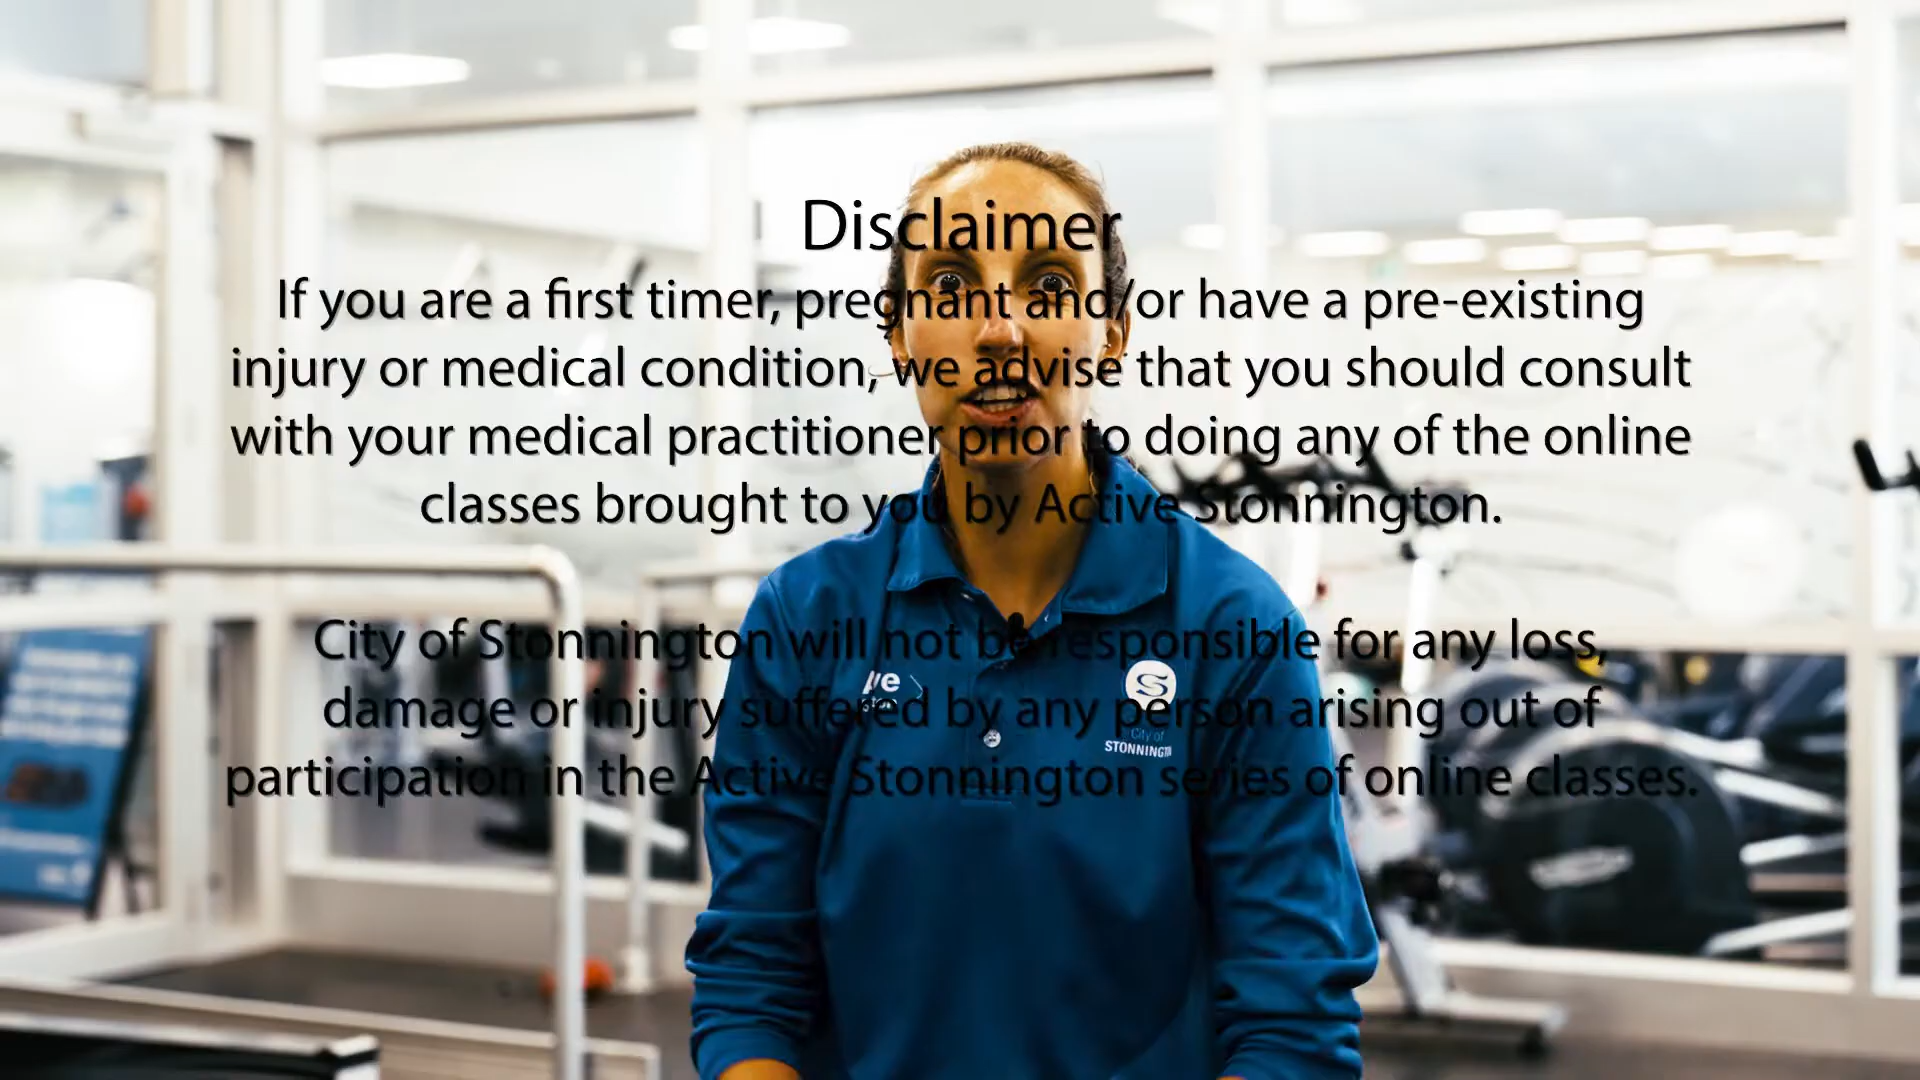 Disclaimer
If you are a first timer, pregnant and/or have a pre-existing
injury or medical condition, we advise that you should consult
with your medical practitioner prior to doing any of the online
classes brought to you by Active Stonnington.
City of Stonnington will not be responsible for any loss,
damage or injury suffered by any person arising out of
participation in the Active Stonnington series of online classes.
City of
STONNINGT